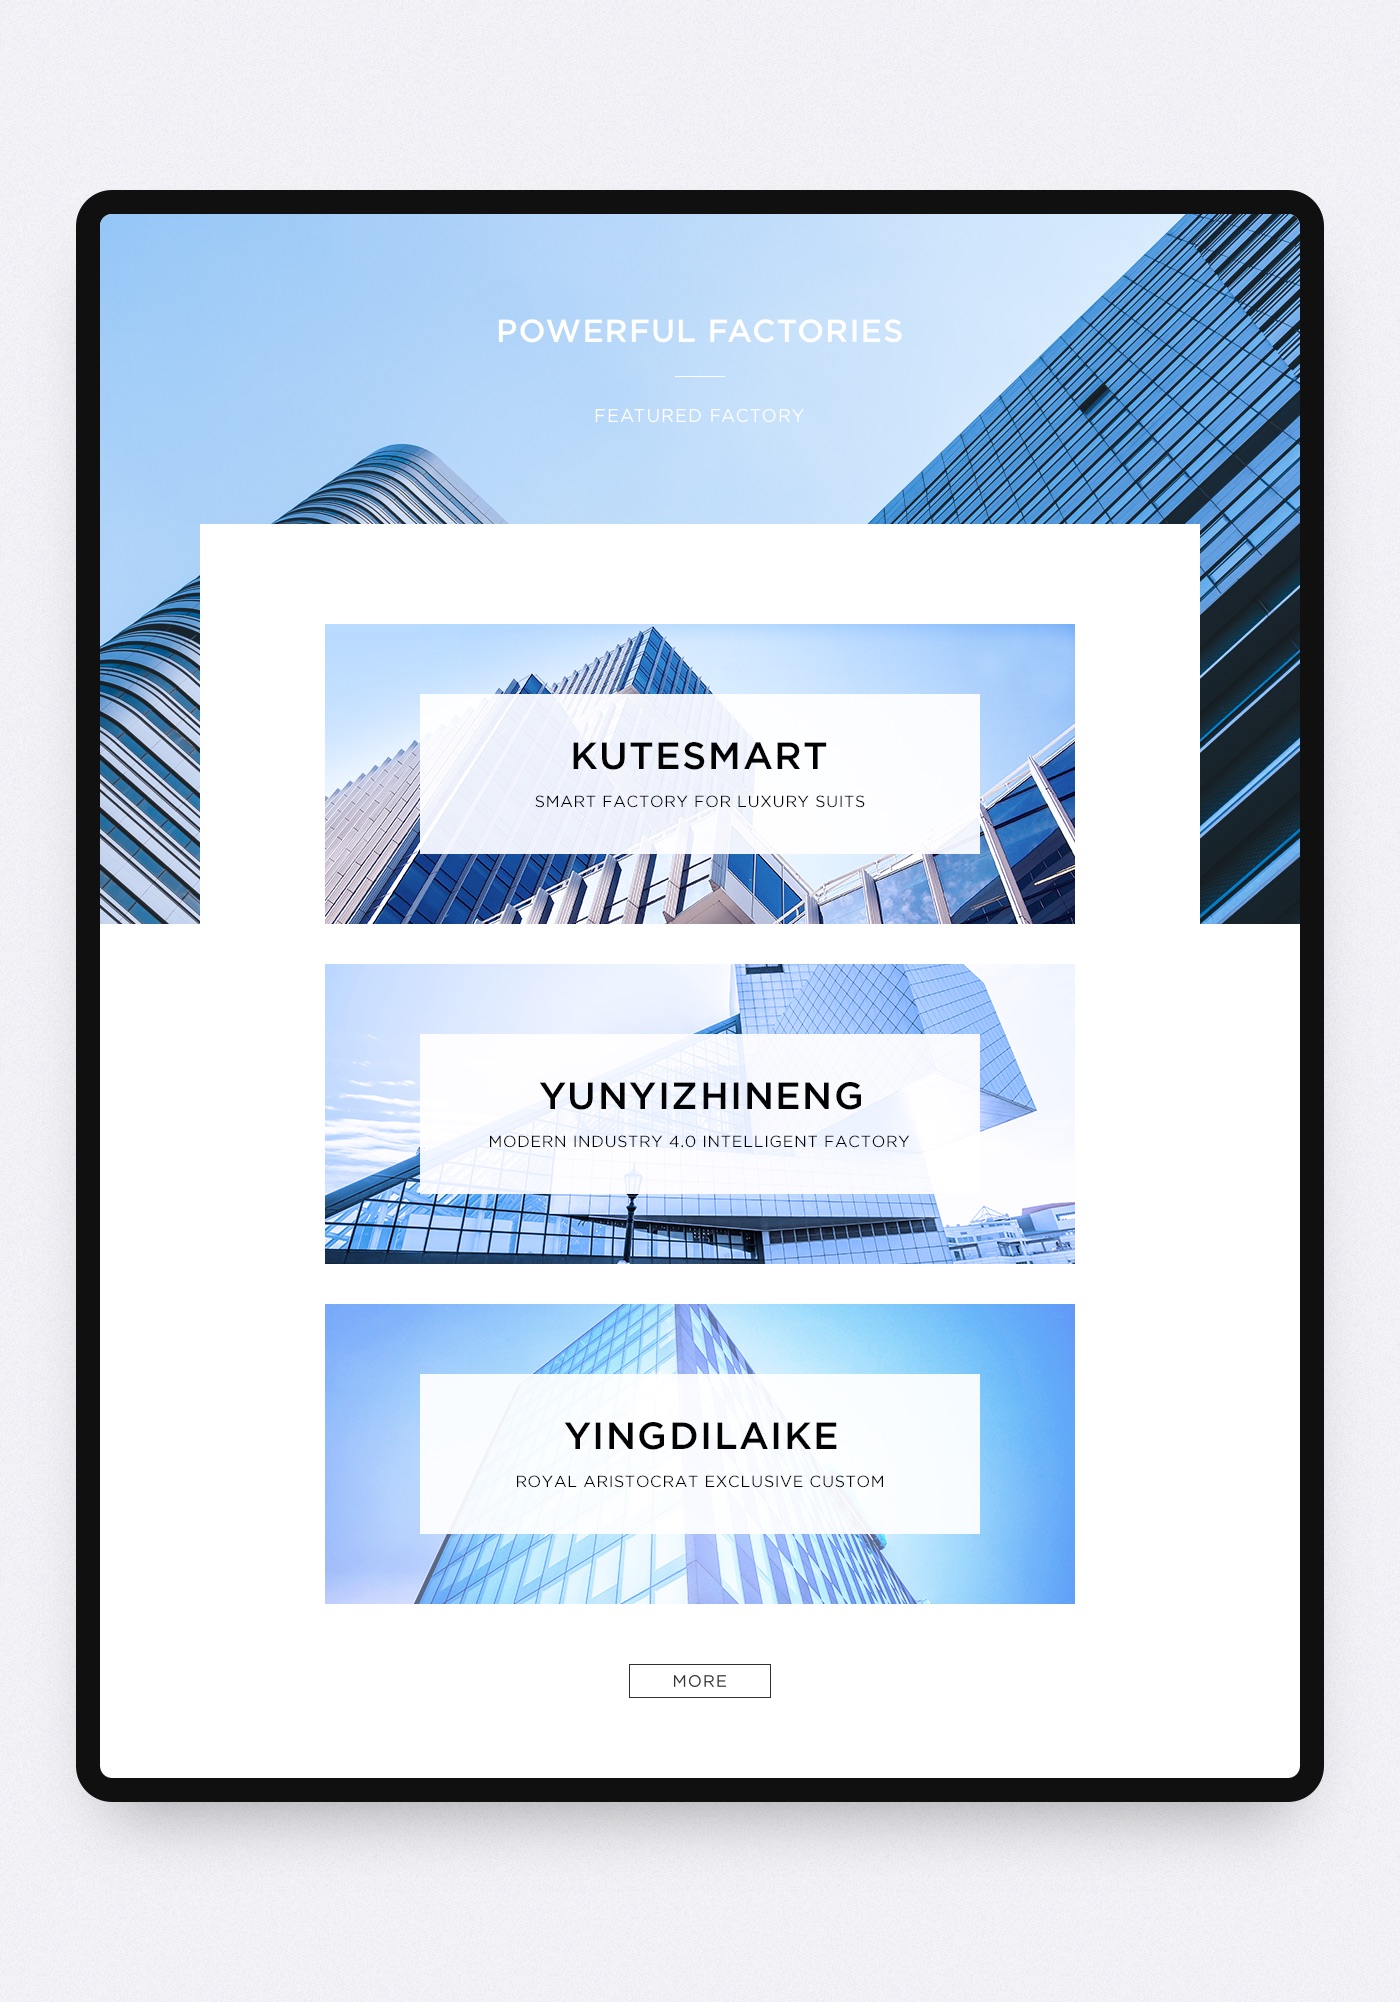 POWERFUL FACTORIES
FEATURED FACTORY
KUTESMART
SMART FACTORY FOR LUXURY SUITS
YUNYIZHINENG
MODERN INDUSTRY 4.0 INTELLIGENT FACTORY
YINGDILAIKE
ROYAL ARISTOCRAT EXCLUSIVE CUSTOM
MORE